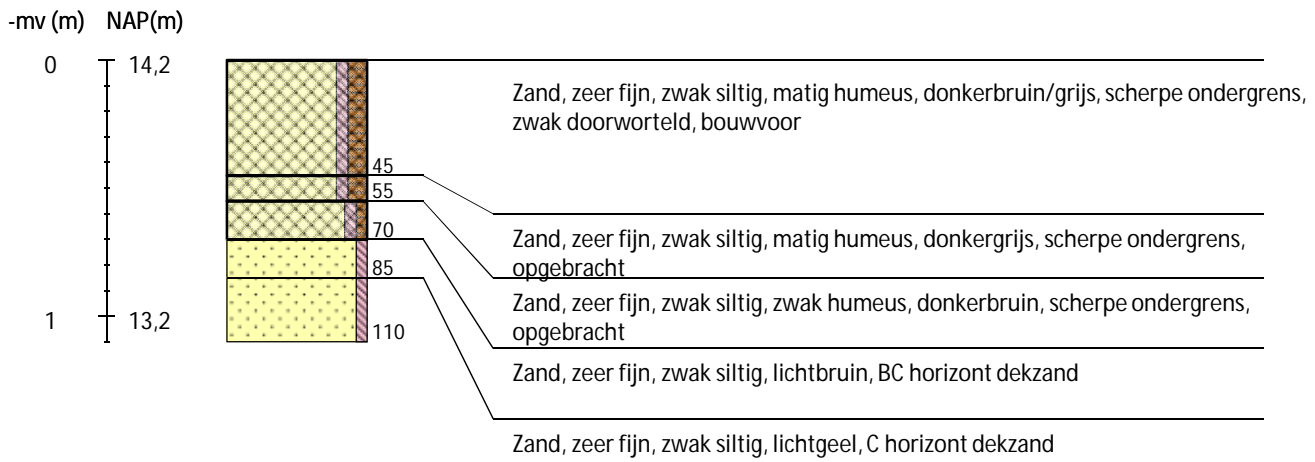 -mv (m) NAP(m)
0 14,2
Zand, zeer fijn, zwak siltig, matig humeus, donkerbruin/grijs, scherpe ondergrens,
zwak doorworteld, bouwvoor
45
55
Zand, zeer fijn, zwak siltig, matig humeus, donkergrijs, scherpe ondergrens,
opgebracht
70
85
Zand, zeer fijn, zwak siltig, zwak humeus, donkerbruin, scherpe ondergrens,
opgebracht
1 13,2
110
Zand, zeer fijn, zwak siltig, lichtbruin, BC horizont dekzand
Zand, zeer fijn, zwak siltig, lichtgeel, C horizont dekzand